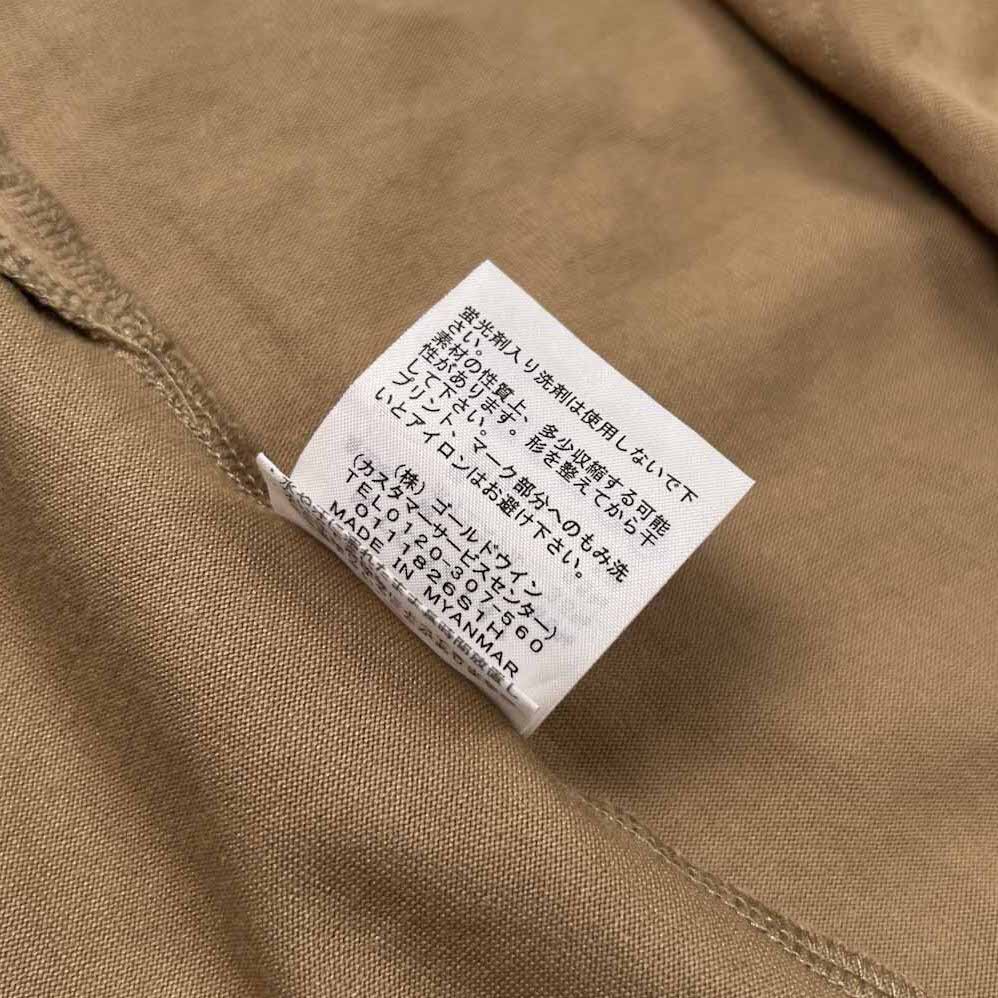 蛍光剤入り洗剤は使用しないで下
さい。
素材の性質上、多少収縮する可能
性があります。形を整えてから干
して下さい。
プリント、マーク部分へのもみ洗
いとアイロンはお避け下さい。
(株)ゴールドウイン
(カスタマーサービスセンター)
TEL0120-307-560
O111826S1H
MADE IN MYANMAR